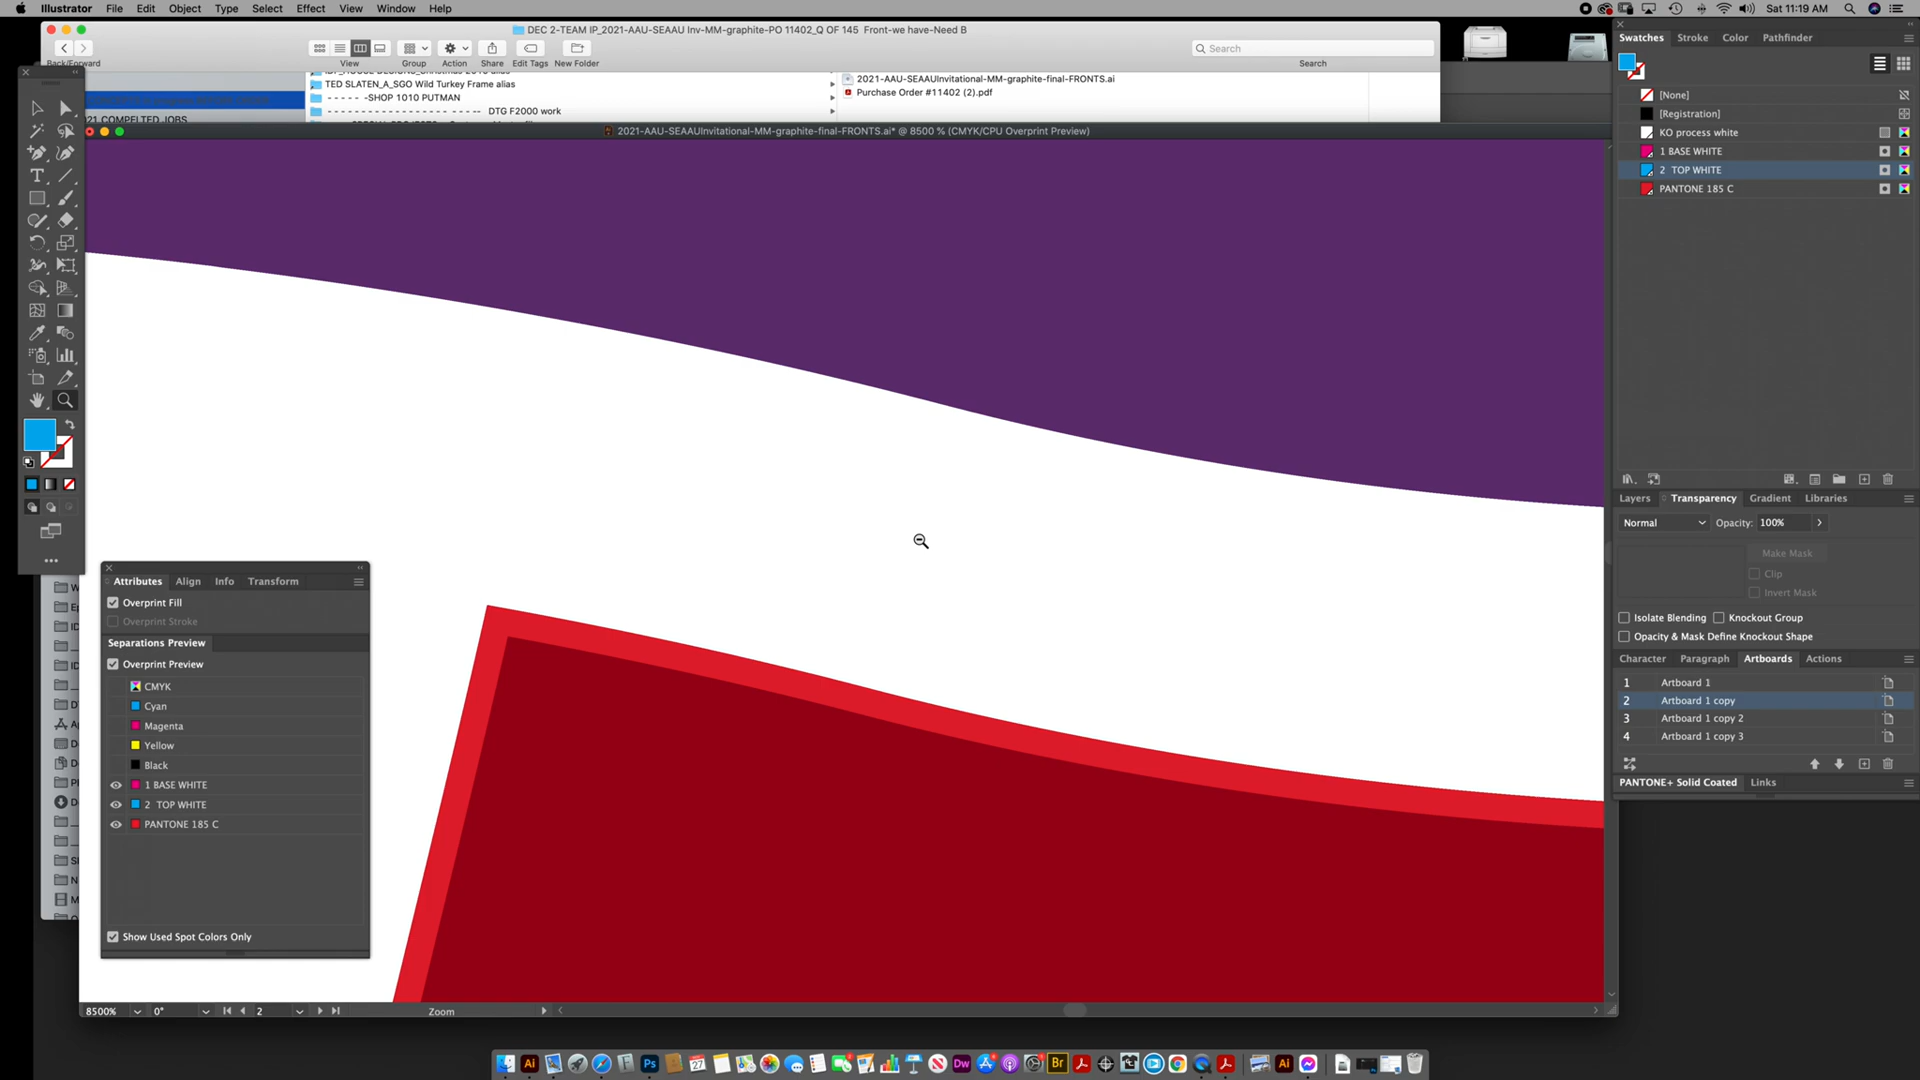 Illustrator File Edit Object Type Select Effect View Window Help
Sat 11:19 AM
DEC 2-TEAM IP_2021-AAU-SEAAU Inv-MM-graphite-PO 11402_Q OF 145 Front-we have-Need B
Search
Back/Forward View Group Action Share Edit Tags New Folder Search
TED SLATEN_A_SGO Wild Turkey Frame alias
- - - - - -SHOP 1010 PUTMAN
- - - - - - - - - - - - - - - - - - DTG F2000 work
2021-AAU-SEAAUInvitational-MM-graphite-final-FRONTS.ai
Purchase Order #11402 (2).pdf
021 COMPELTED JOBS
2021-AAU-SEAAUInvitational-MM-graphite-final-FRONTS.ai* @ 8500 % (CMYK/CPU Overprint Preview)
Swatches Stroke Color Pathfinder
[None]
[Registration]
KO process white
1 BASE WHITE
2 TOP WHITE
PANTONE 185 C
Layers Transparency Gradient Libraries
Normal Opacity: 100%
Make Mask
Clip
Invert Mask
Isolate Blending Knockout Group
Opacity & Mask Define Knockout Shape
Character Paragraph Artboards Actions
1 Artboard 1
2 Artboard 1 copy
3 Artboard 1 copy 2
4 Artboard 1 copy 3
PANTONE+ Solid Coated Links
Attributes Align Info Transform
Overprint Fill
Overprint Stroke
Separations Preview
Overprint Preview
CMYK
Cyan
Magenta
Yellow
Black
1 BASE WHITE
2 TOP WHITE
PANTONE 185 C
Show Used Spot Colors Only
8500% 0° 2 Zoom
Ai Ps 27 Dw Br Ai